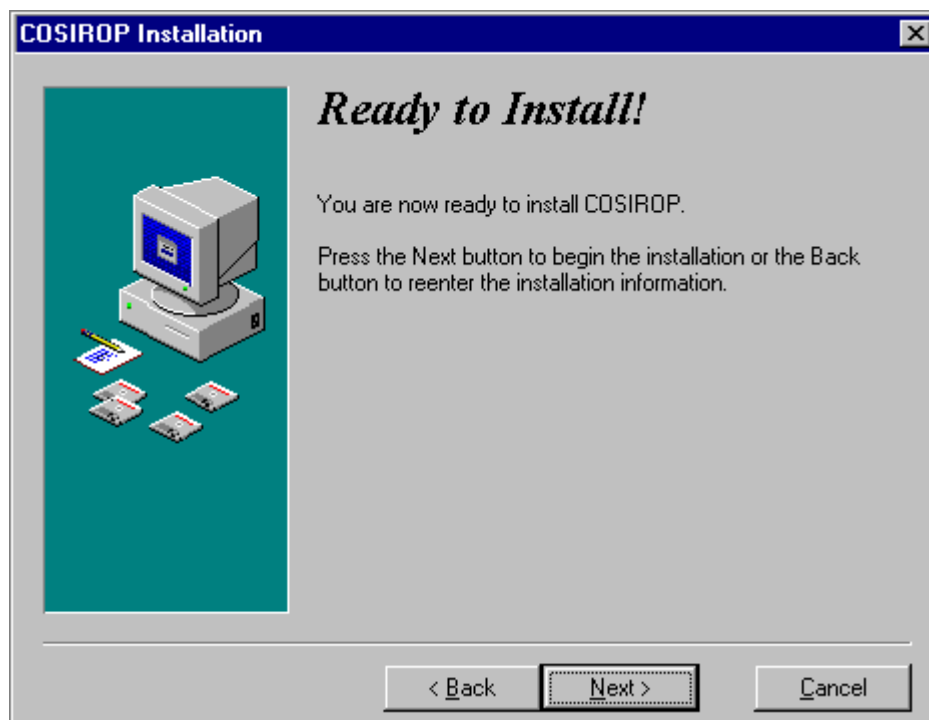 COSIROP Installation
Ready to Install!
You are now ready to install COSIROP.
Press the Next button to begin the installation or the Back
button to reenter the installation information.
< Back
Next >
Cancel